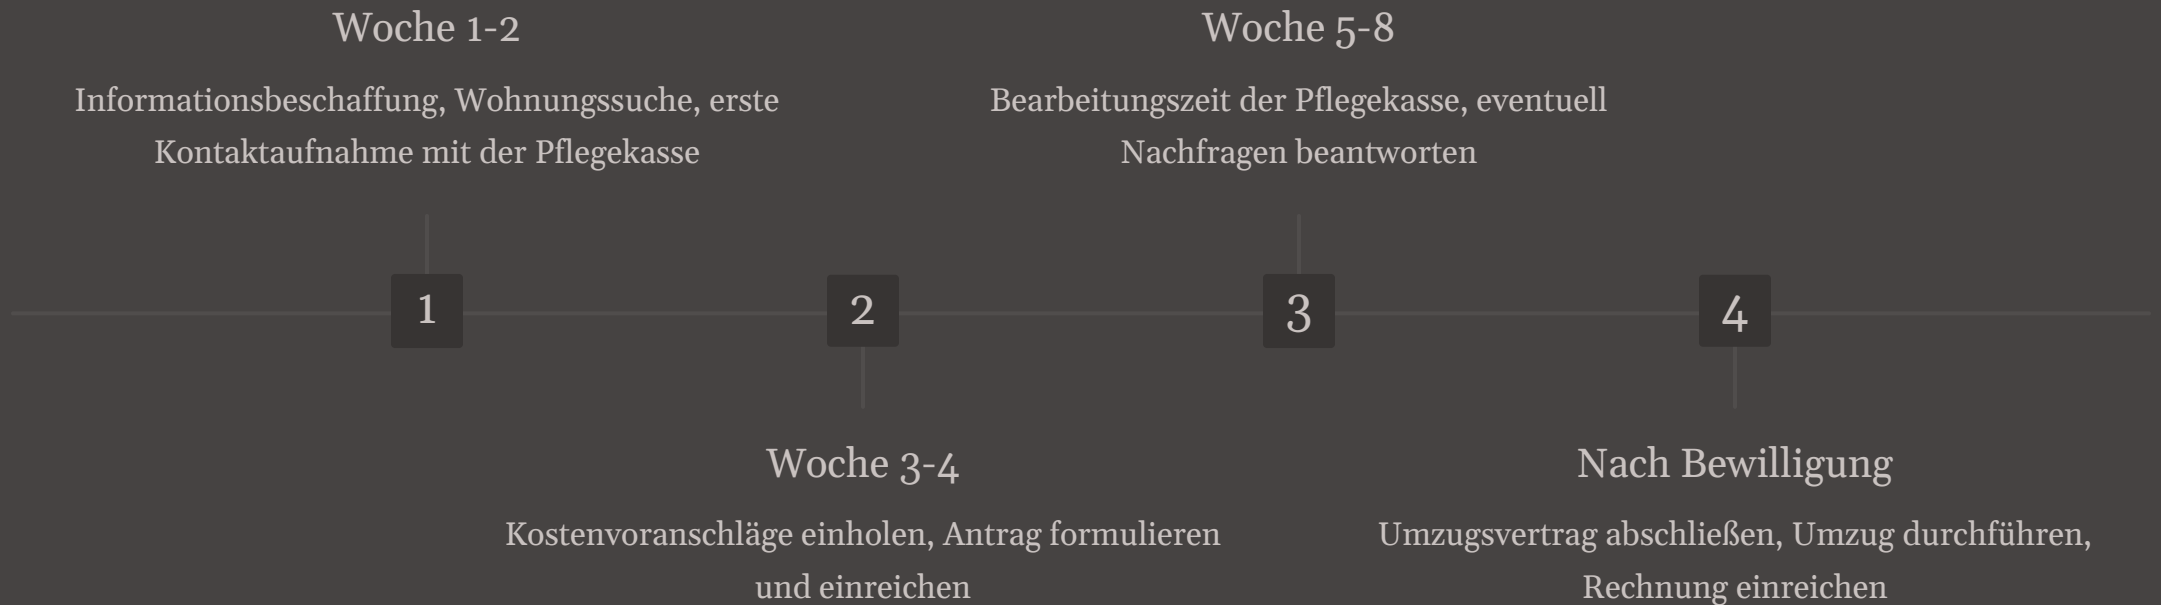 Woche 1-2
Informationsbeschaffung, Wohnungssuche, erste
Kontaktaufnahme mit der Pflegekasse
Woche 5-8
Bearbeitungszeit der Pflegekasse, eventuell
Nachfragen beantworten
1
2
3
4
Woche 3-4
Kostenvoranschläge einholen, Antrag formulieren
und einreichen
Nach Bewilligung
Umzugsvertrag abschließen, Umzug durchführen,
Rechnung einreichen